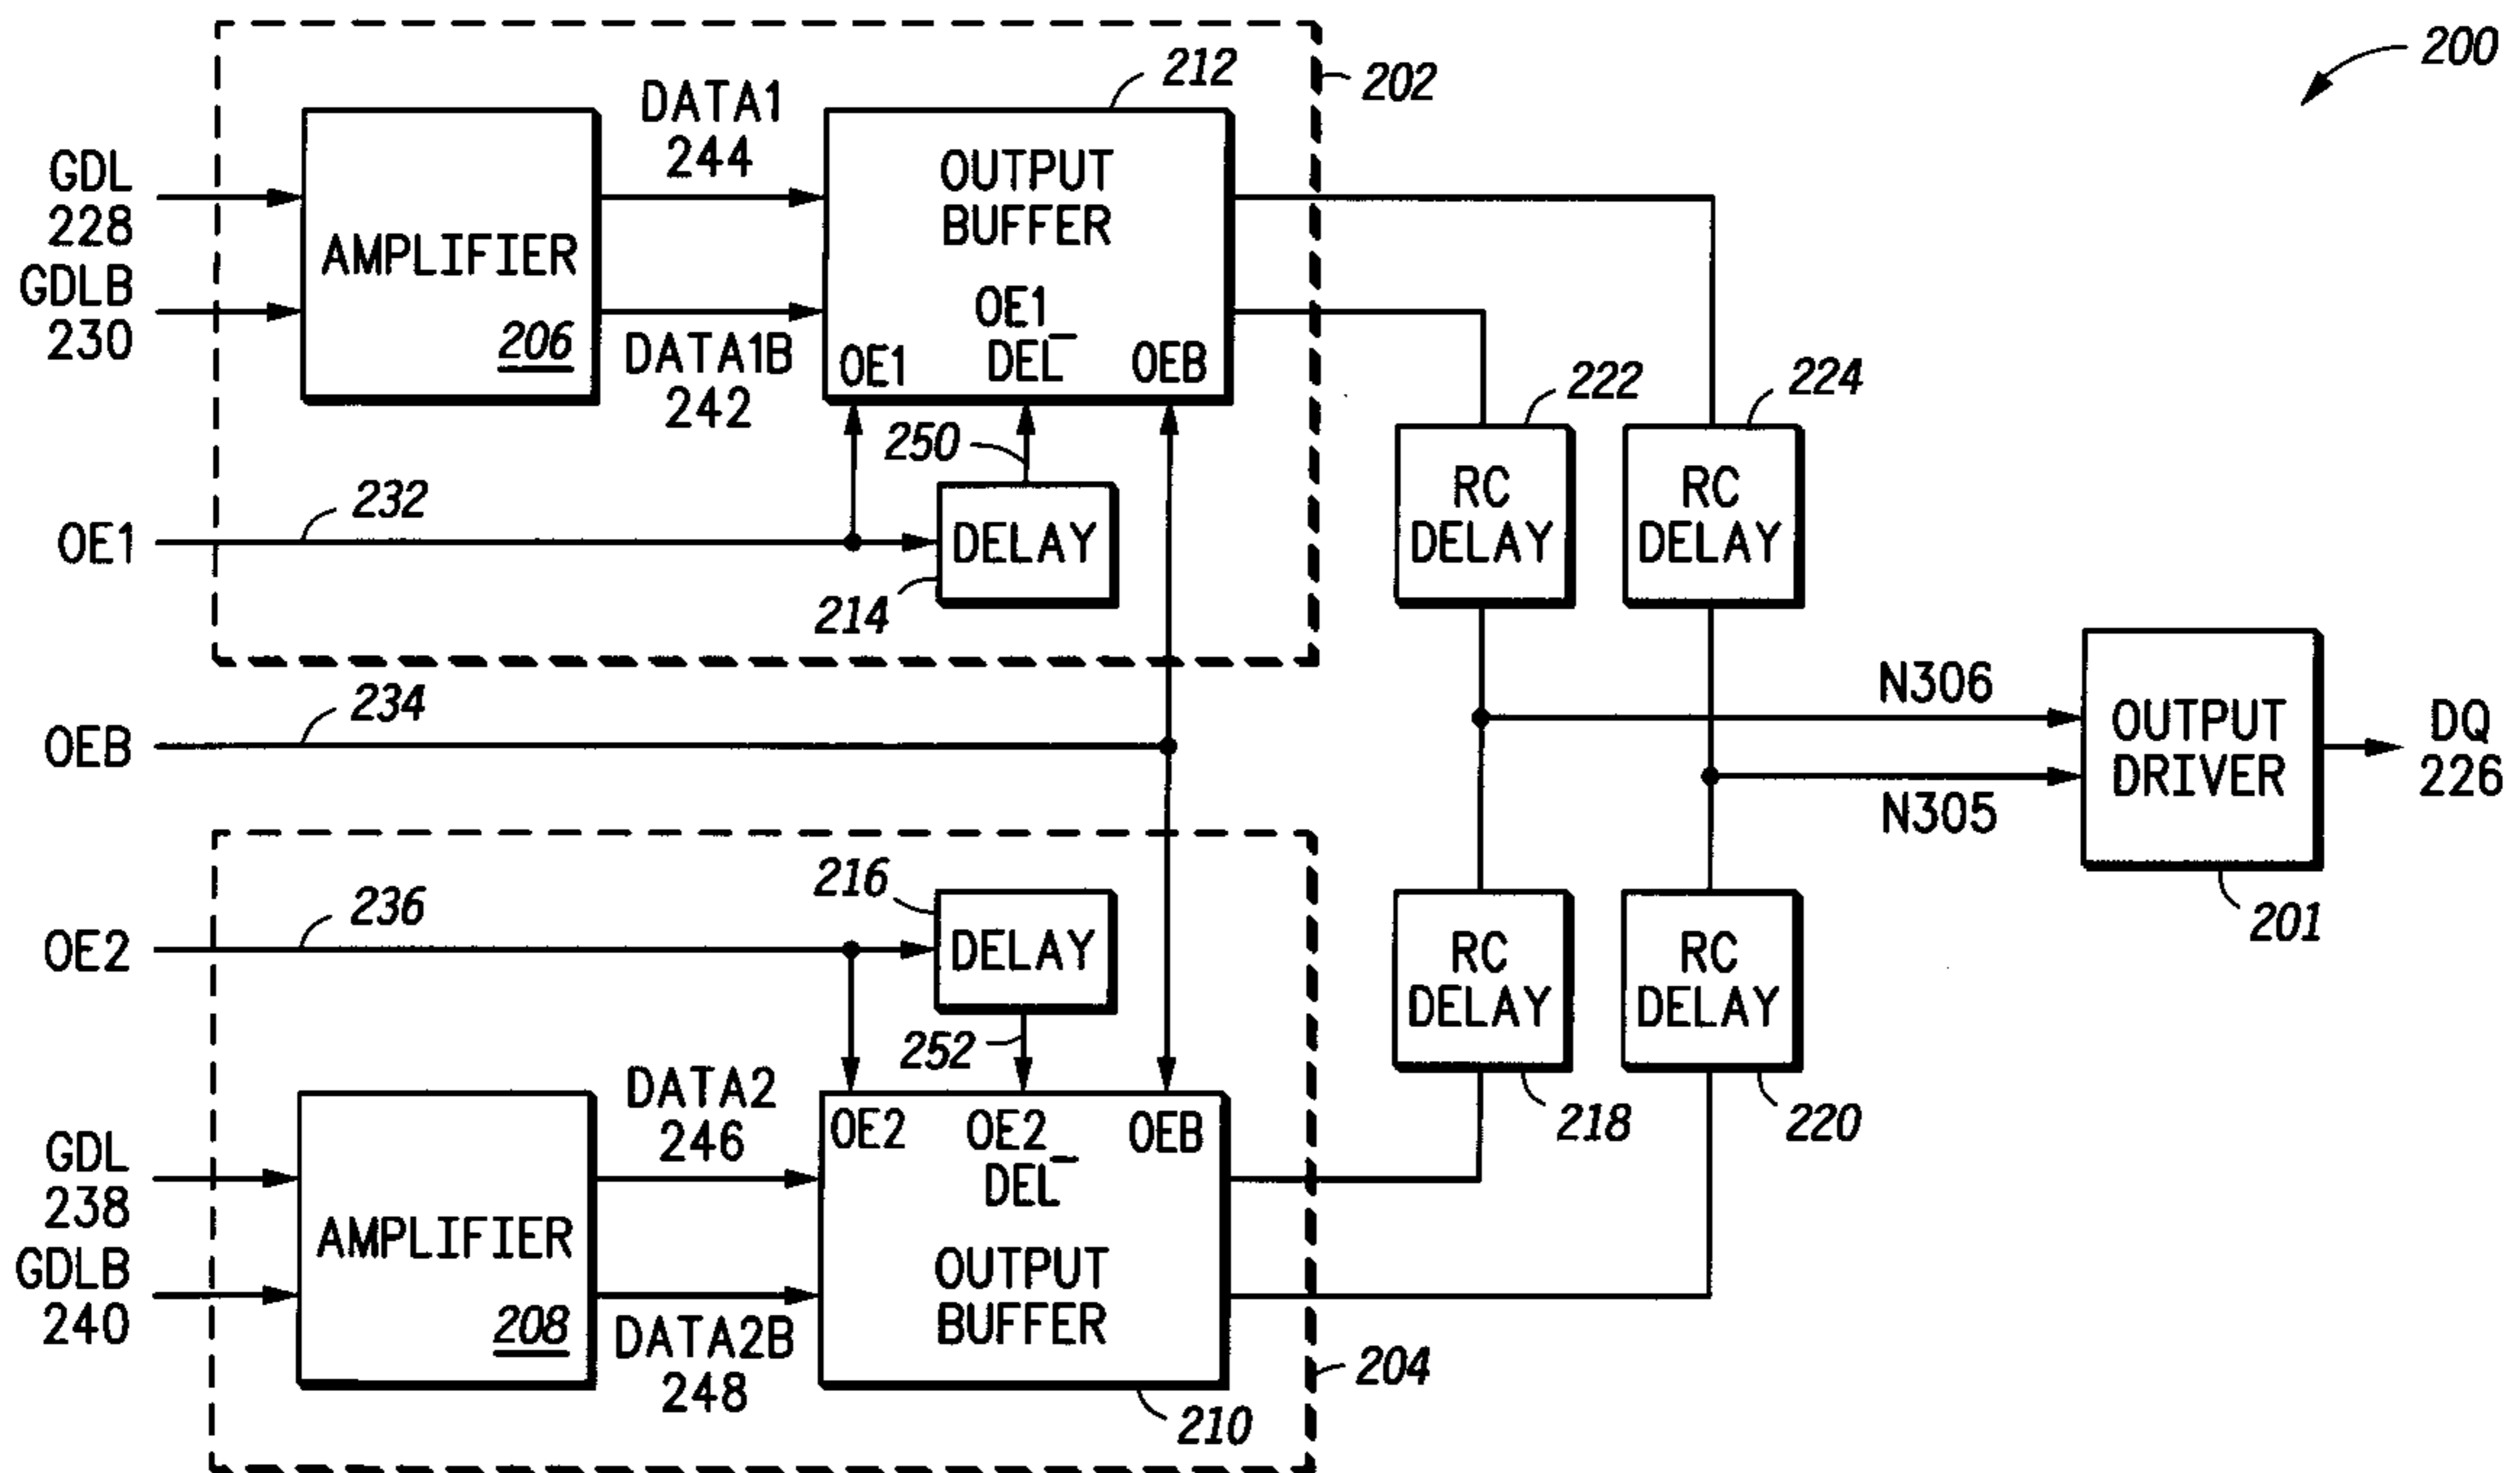 200
202
212
DATA1
244
GDL
228
GDLB
230
AMPLIFIER
206
DATA1B
242
OUTPUT
BUFFER
OE1_
DEL
OE1
OEB
250
222
224
RC
DELAY
RC
DELAY
OE1
232
DELAY
214
OEB
234
N306
N305
OUTPUT
DRIVER
DQ
226
201
OE2
236
216
DELAY
252
RC
DELAY
RC
DELAY
218
220
DATA2
246
GDL
238
GDLB
240
AMPLIFIER
208
DATA2B
248
OE2
OE2_
DEL
OEB
OUTPUT
BUFFER
204
210